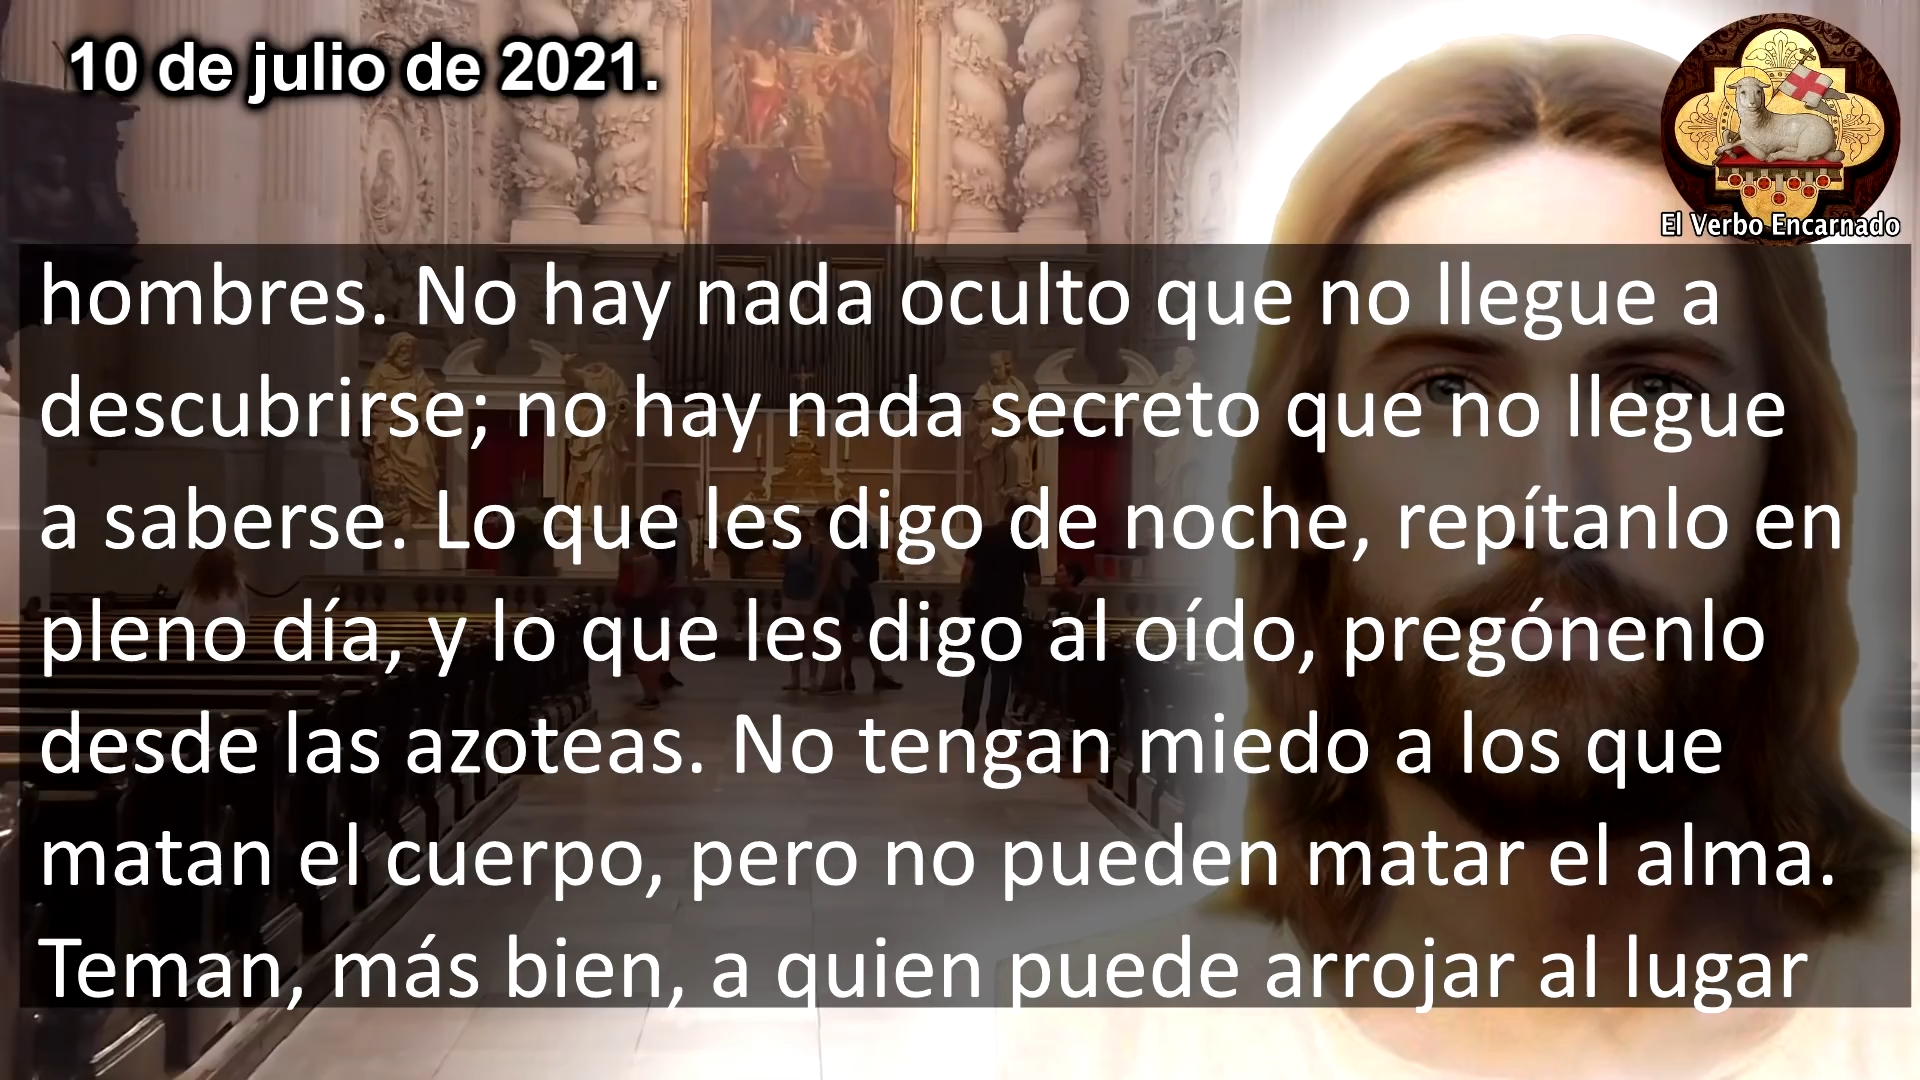 10 de julio de 2021.
El Verbo Encarnado
hombres. No hay nada oculto que no llegue a
descubrirse; no hay nada secreto que no llegue
a saberse. Lo que les digo de noche, repítanlo en
pleno día, y lo que les digo al oído, pregónenlo
desde las azoteas. No tengan miedo a los que
matan el cuerpo, pero no pueden matar el alma.
Teman, más bien, a quien puede arrojar al lugar